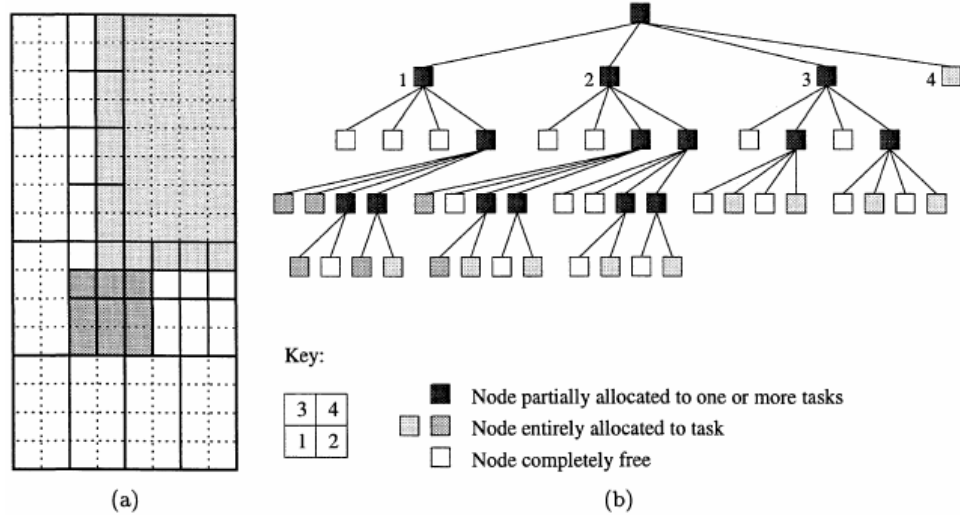 1
2
3
4
Key:
3 4
1 2
Node partially allocated to one or more tasks
Node entirely allocated to task
Node completely free
(a)
(b)